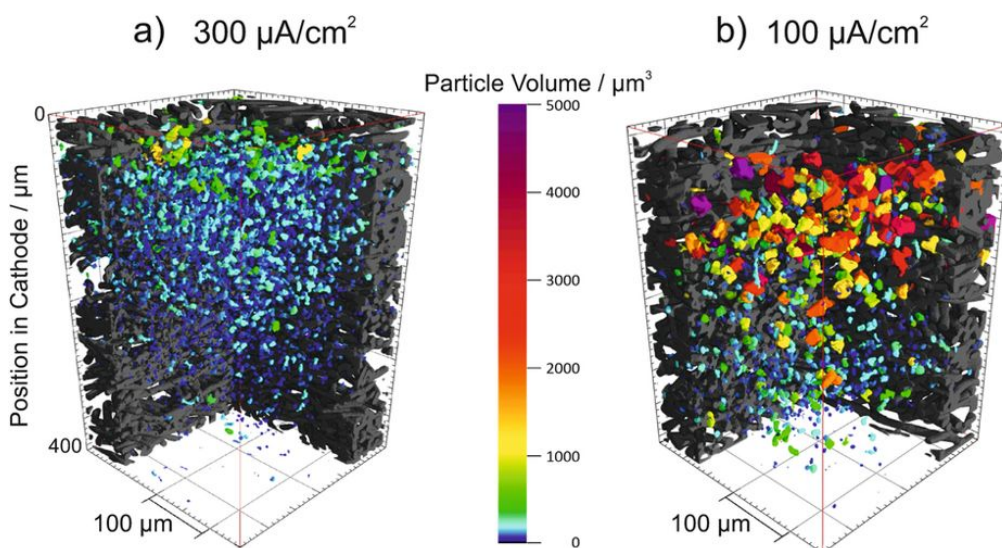 a) 300 µA/cm²
b) 100 µA/cm²
Particle Volume / µm³
0
Position in Cathode / µm
400
100 µm
5000
4000
3000
2000
1000
0
100 µm